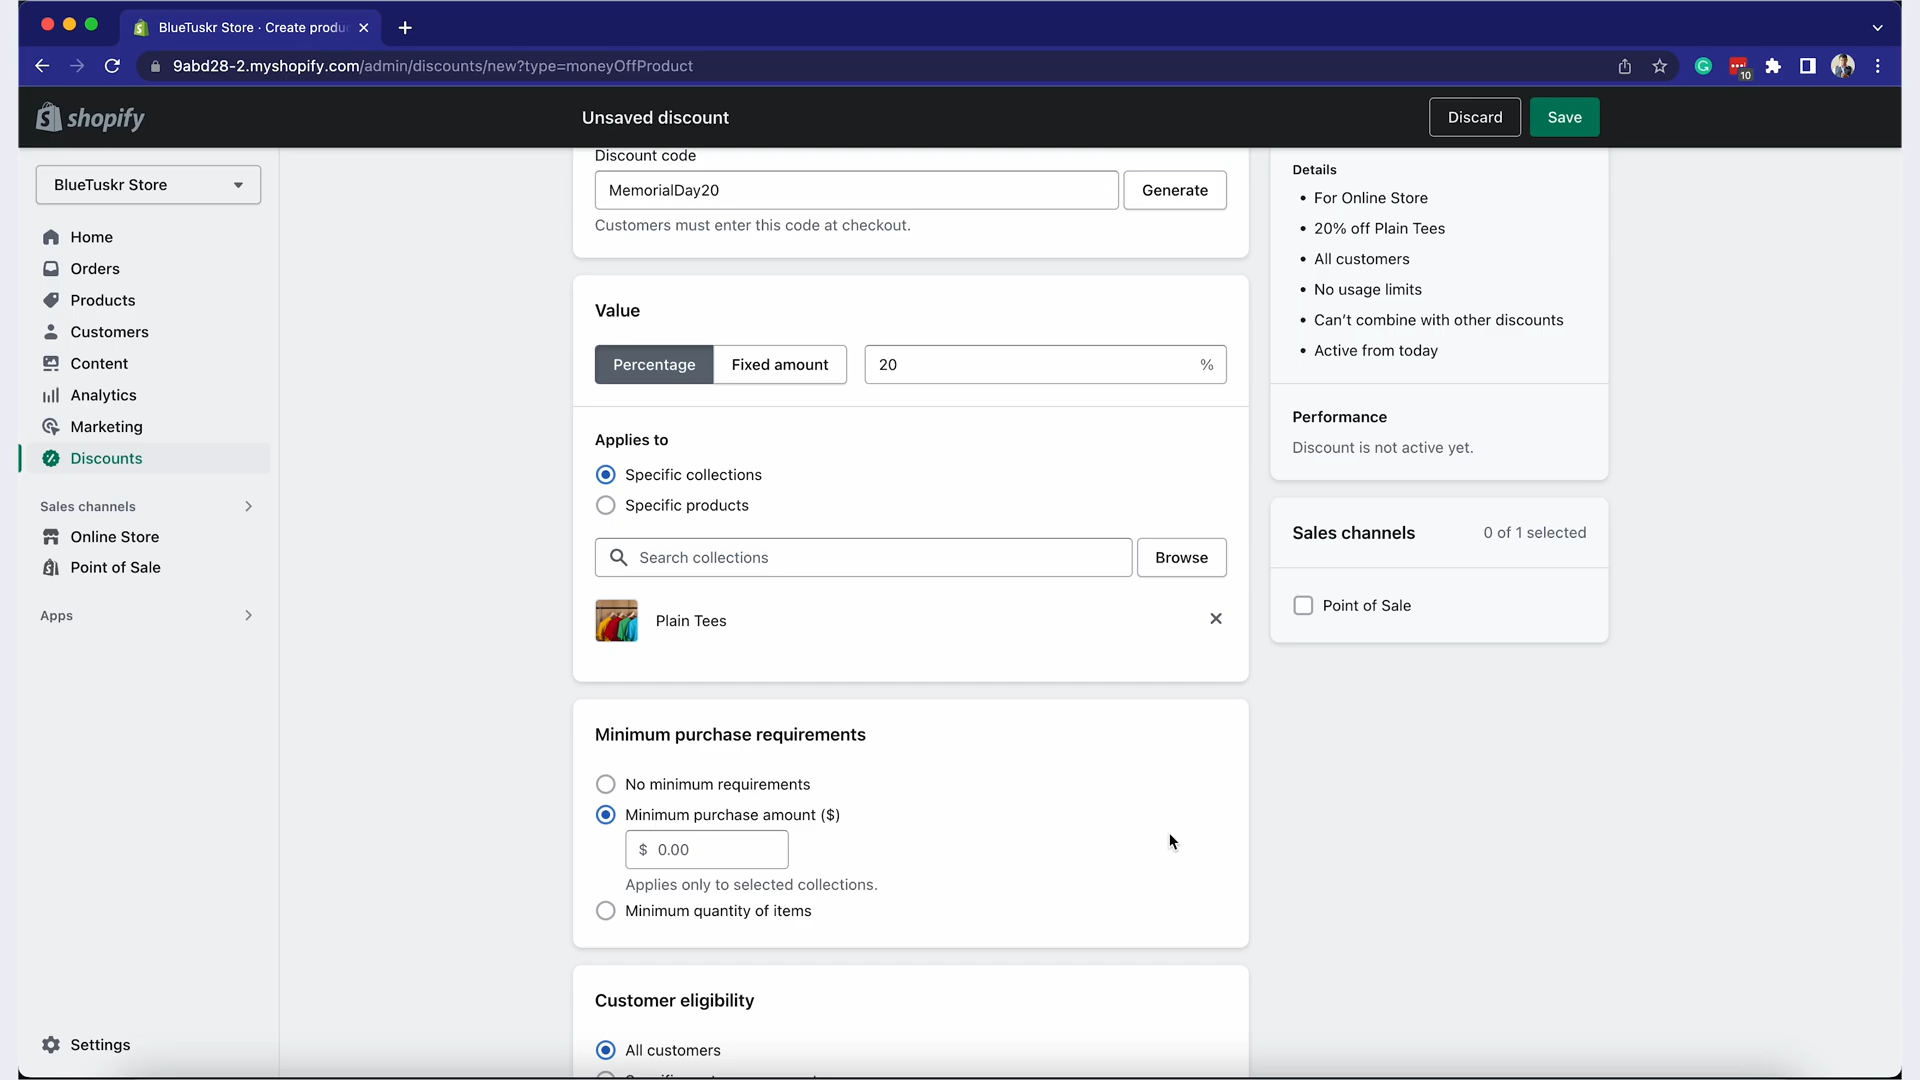 BlueTuskr Store · Create produ
9abd28-2.myshopify.com/admin/discounts/new?type=moneyOffProduct
10
shopify
Unsaved discount
Discard
Save
BlueTuskr Store
Home
Orders
Products
Customers
Content
Analytics
Marketing
Discounts
Sales channels
Online Store
Point of Sale
Apps
Settings
Discount code
MemorialDay20
Generate
Customers must enter this code at checkout.
Value
Percentage
Fixed amount
20 %
Applies to
Specific collections
Specific products
Search collections
Browse
Plain Tees
Minimum purchase requirements
No minimum requirements
Minimum purchase amount ($)
$ 0.00
Applies only to selected collections.
Minimum quantity of items
Customer eligibility
All customers
Details
• For Online Store
• 20% off Plain Tees
• All customers
• No usage limits
• Can’t combine with other discounts
• Active from today
Performance
Discount is not active yet.
Sales channels
0 of 1 selected
Point of Sale